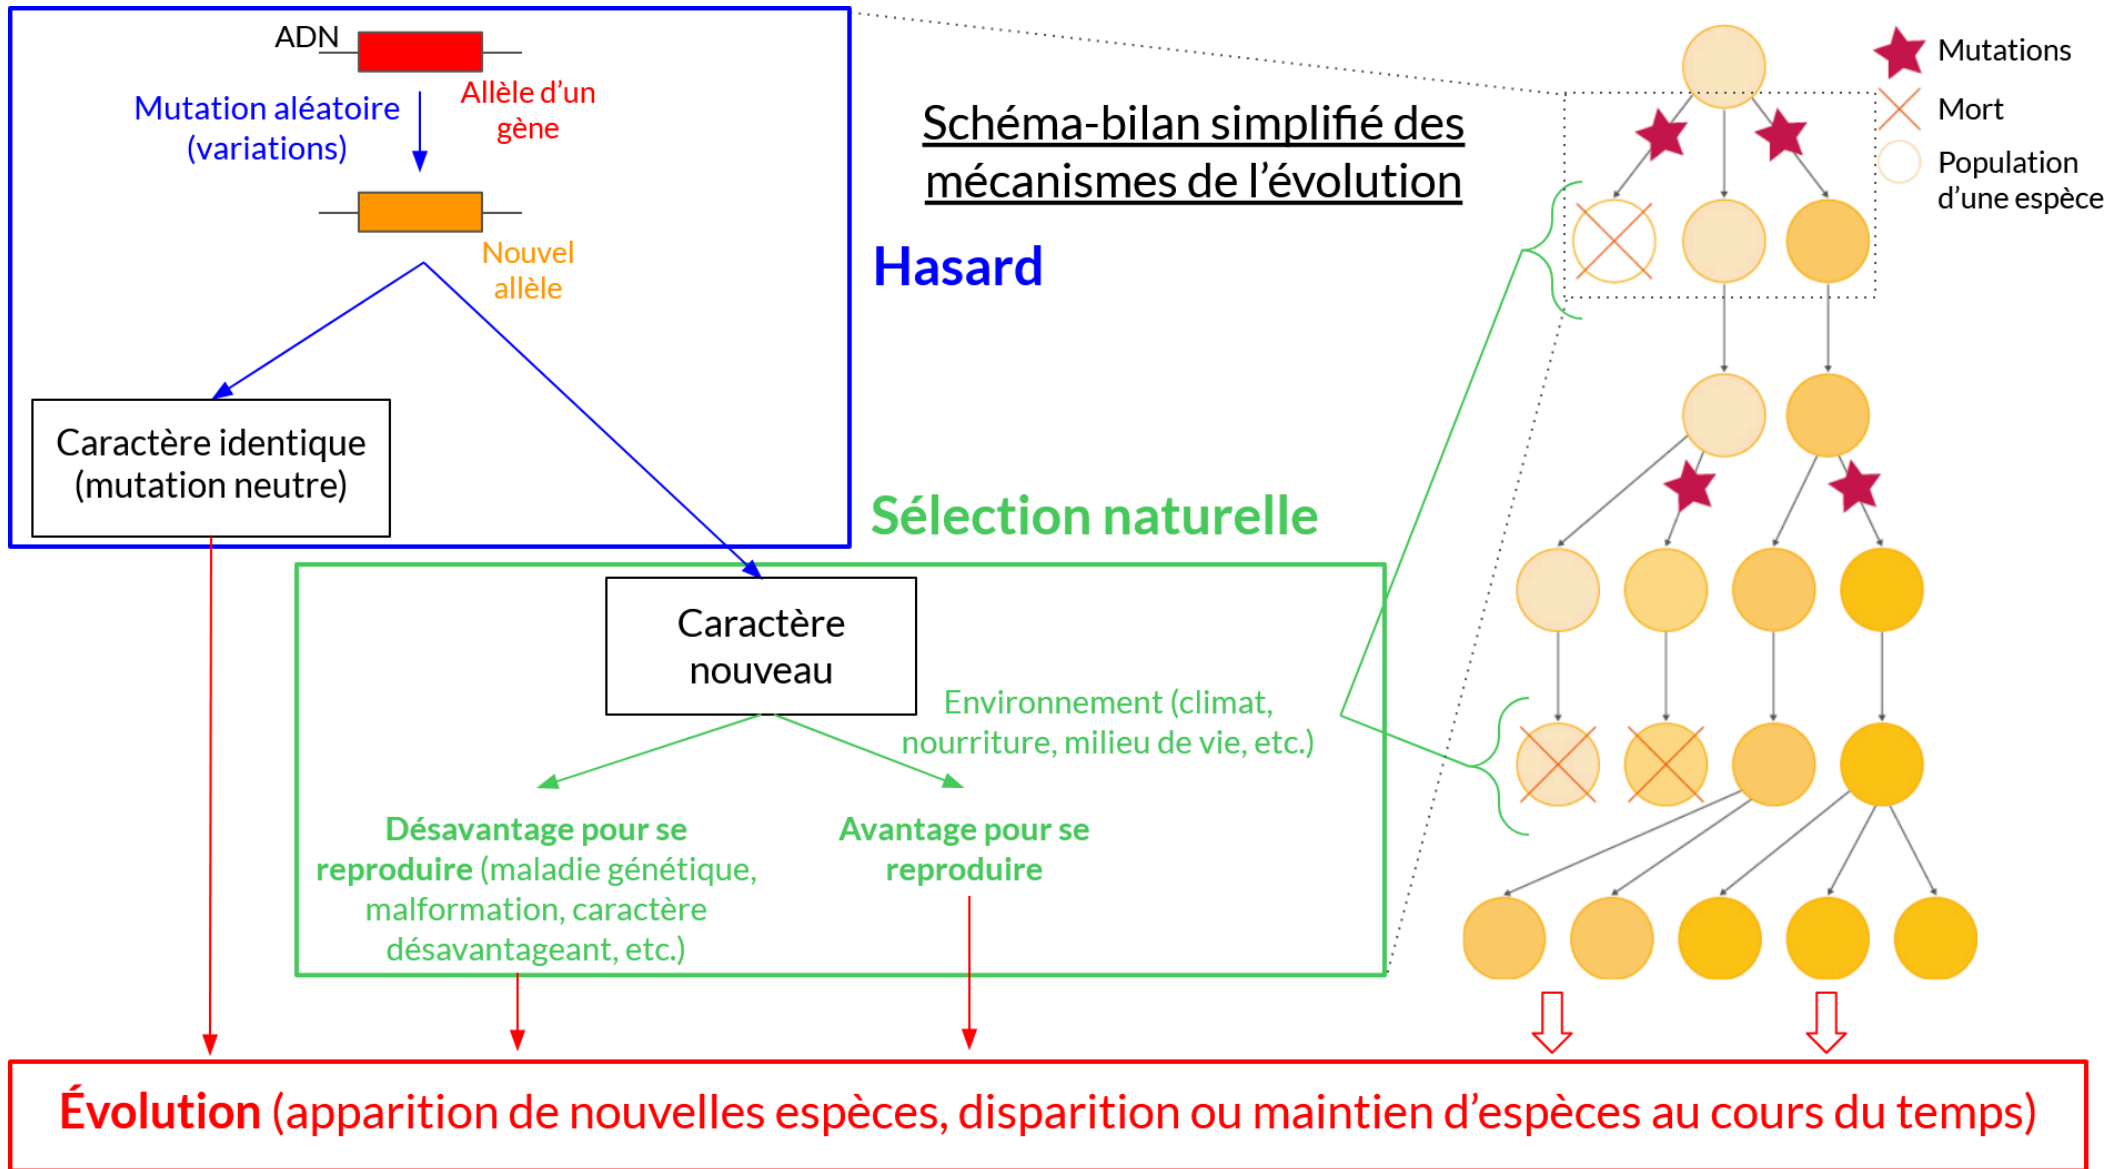 ADN
Allèle d'un
gène
Mutation aléatoire
(variations)
Nouvel
allèle
Caractère identique
(mutation neutre)
Schéma-bilan simplifié des
mécanismes de l'évolution
Hasard
Mutations
Mort
Population
d'une espèce
Sélection naturelle
Caractère
nouveau
Environnement (climat,
nourriture, milieu de vie, etc.)
Désavantage pour se
reproduire (maladie génétique,
malformation, caractère
désavantageant, etc.)
Avantage pour se
reproduire
Évolution (apparition de nouvelles espèces, disparition ou maintien d'espèces au cours du temps)